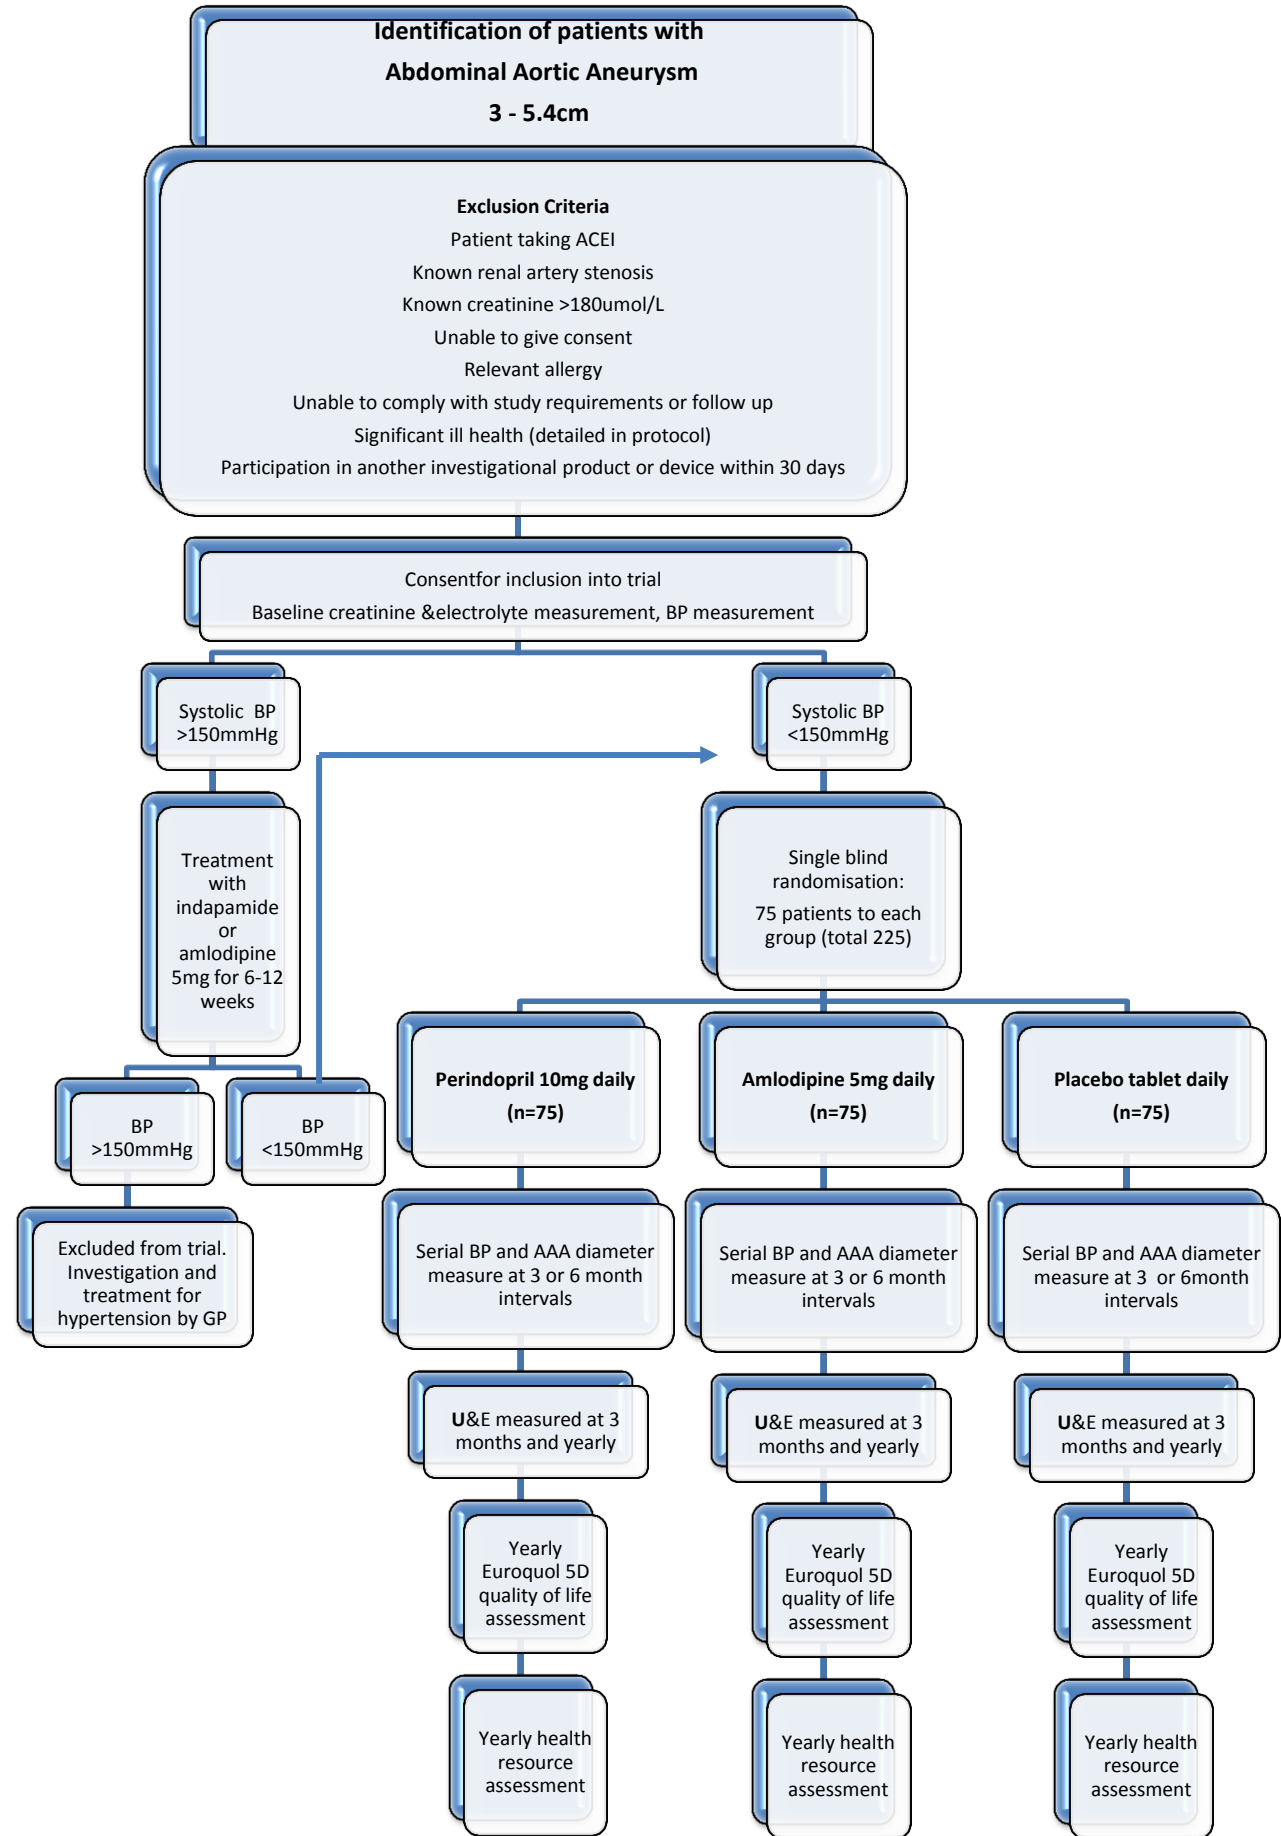 Identification of patients with
Abdominal Aortic Aneurysm
3 - 5.4cm
Exclusion Criteria
Patient taking ACEI
Known renal artery stenosis
Known creatinine >180umol/L
Unable to give consent
Relevant allergy
Unable to comply with study requirements or follow up
Significant ill health (detailed in protocol)
Participation in another investigational product or device within 30 days
Consentfor inclusion into trial
Baseline creatinine &electrolyte measurement, BP measurement
Systolic BP
>150mmHg
Systolic BP
<150mmHg
Treatment
with
indapamide
or
amlodipine
5mg for 6-12
weeks
Single blind
randomisation:
75 patients to each
group (total 225)
BP
>150mmHg
BP
<150mmHg
Excluded from trial.
Investigation and
treatment for
hypertension by GP
Perindopril 10mg daily
(n=75)
Amlodipine 5mg daily
(n=75)
Placebo tablet daily
(n=75)
Serial BP and AAA diameter
measure at 3 or 6 month
intervals
Serial BP and AAA diameter
measure at 3 or 6 month
intervals
Serial BP and AAA diameter
measure at 3 or 6month
intervals
U&E measured at 3
months and yearly
U&E measured at 3
months and yearly
U&E measured at 3
months and yearly
Yearly
Euroquol 5D
quality of life
assessment
Yearly
Euroquol 5D
quality of life
assessment
Yearly
Euroquol 5D
quality of life
assessment
Yearly health
resource
assessment
Yearly health
resource
assessment
Yearly health
resource
assessment